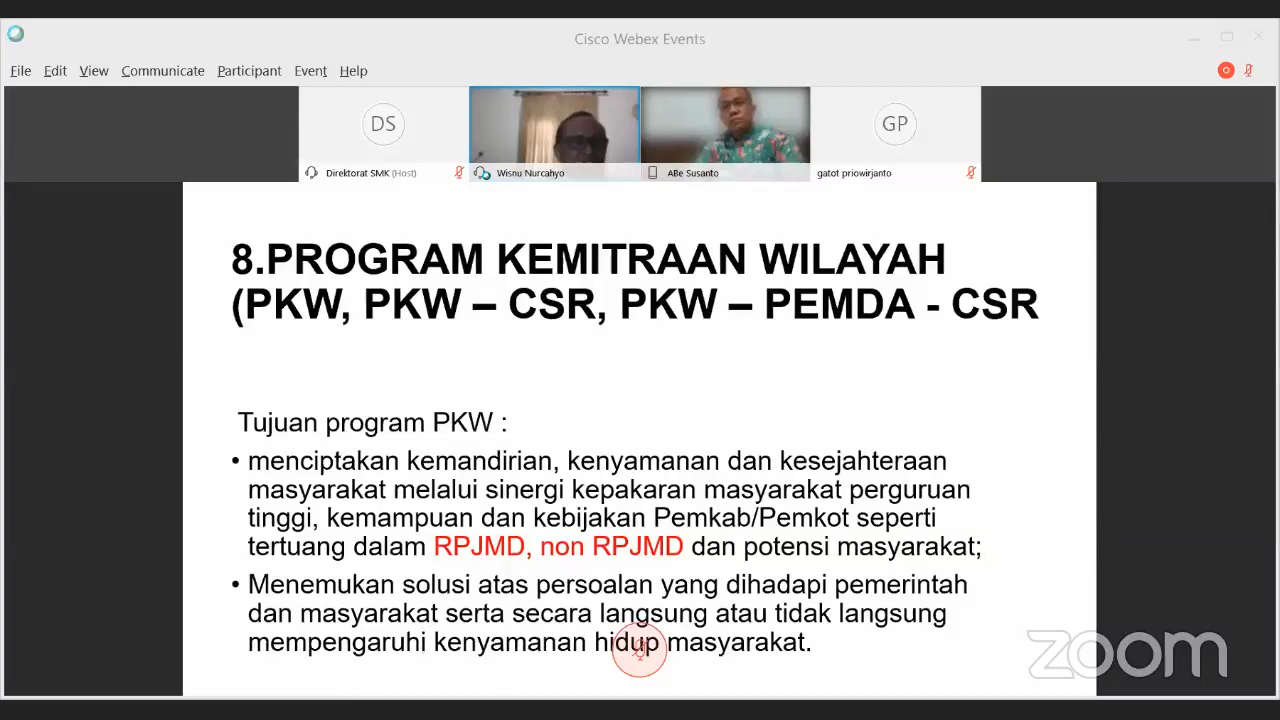 Cisco Webex Events
File Edit View Communicate Participant Event Help
DS
GP
Direktorat SMK (Host)
Wisnu Nurcahyo
ABe Susanto
gatot priowirjanto
8.PROGRAM KEMITRAAN WILAYAH
(PKW, PKW – CSR, PKW – PEMDA - CSR
Tujuan program PKW :
• menciptakan kemandirian, kenyamanan dan kesejahteraan
masyarakat melalui sinergi kepakaran masyarakat perguruan
tinggi, kemampuan dan kebijakan Pemkab/Pemkot seperti
tertuang dalam RPJMD, non RPJMD dan potensi masyarakat;
• Menemukan solusi atas persoalan yang dihadapi pemerintah
dan masyarakat serta secara langsung atau tidak langsung
mempengaruhi kenyamanan hidup masyarakat.
zoom